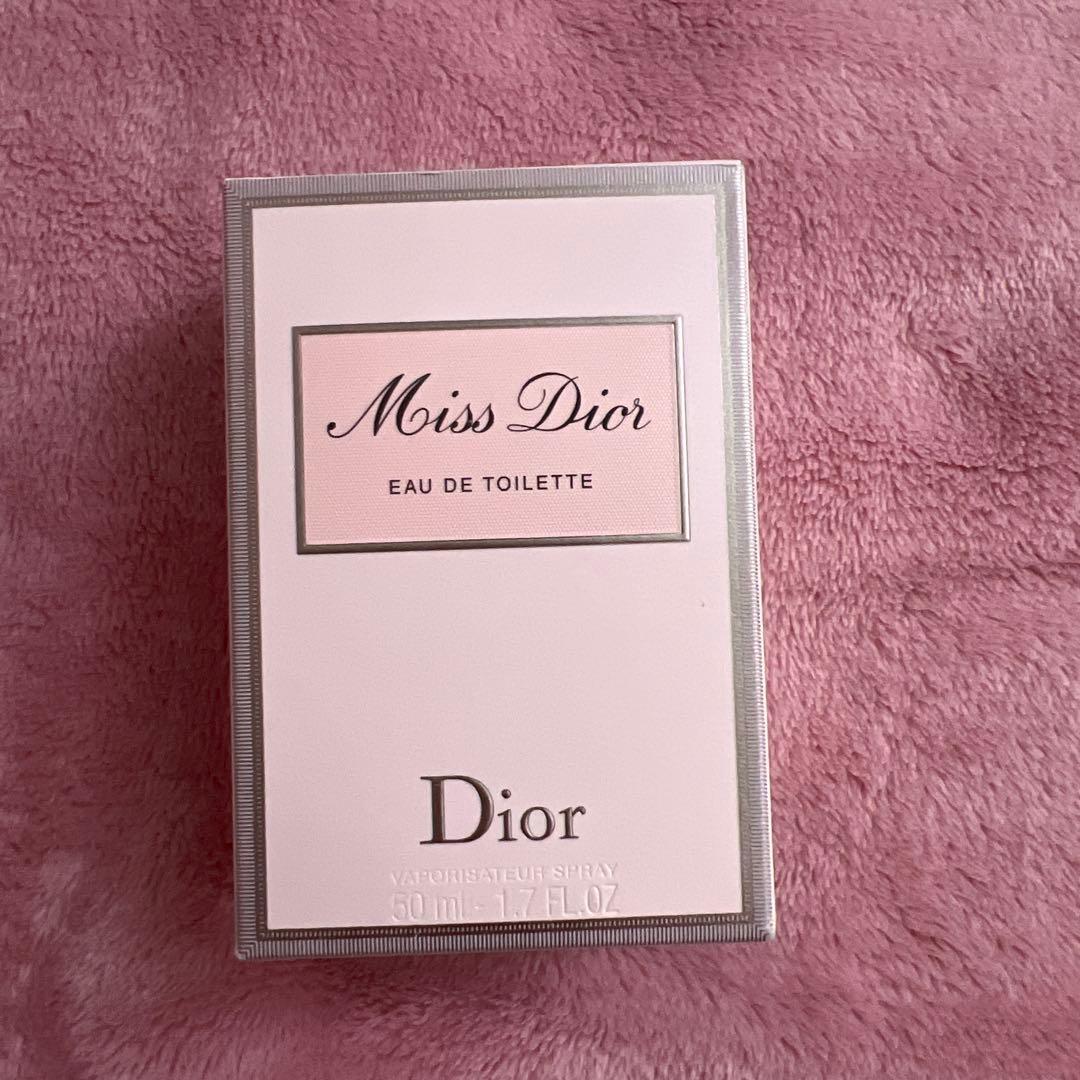 Miss Dior
EAU DE TOILETTE
Dior
VAPORISATEUR SPRAY
50 ml - 1.7 FL.OZ